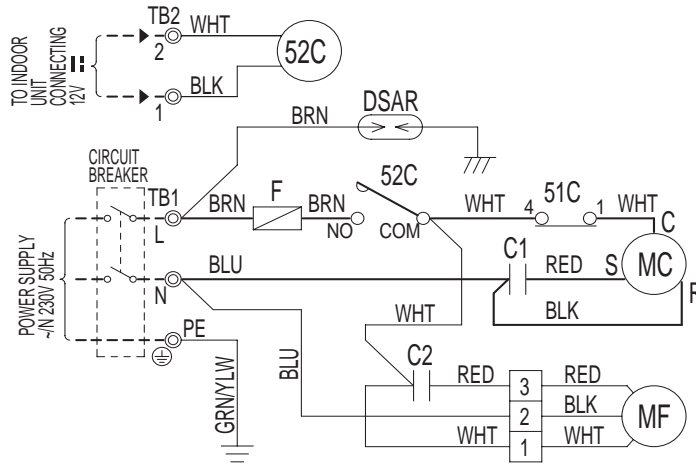 TB2
WHT
2
52C
TO INDOOR
UNIT
CONNECTING
12V
BLK
1
DSAR
BRN
CIRCUIT
BREAKER
TB1
BRN
F
BRN
52C
WHT
4
51C
1
WHT
C
L
NO
COM
C1
POWER SUPPLY
~/N 230V 50Hz
BLU
RED
S
MC
R
N
BLK
WHT
PE
BLU
C2
GRN/YLW
RED
3
RED
2
BLK
MF
WHT
1
WHT